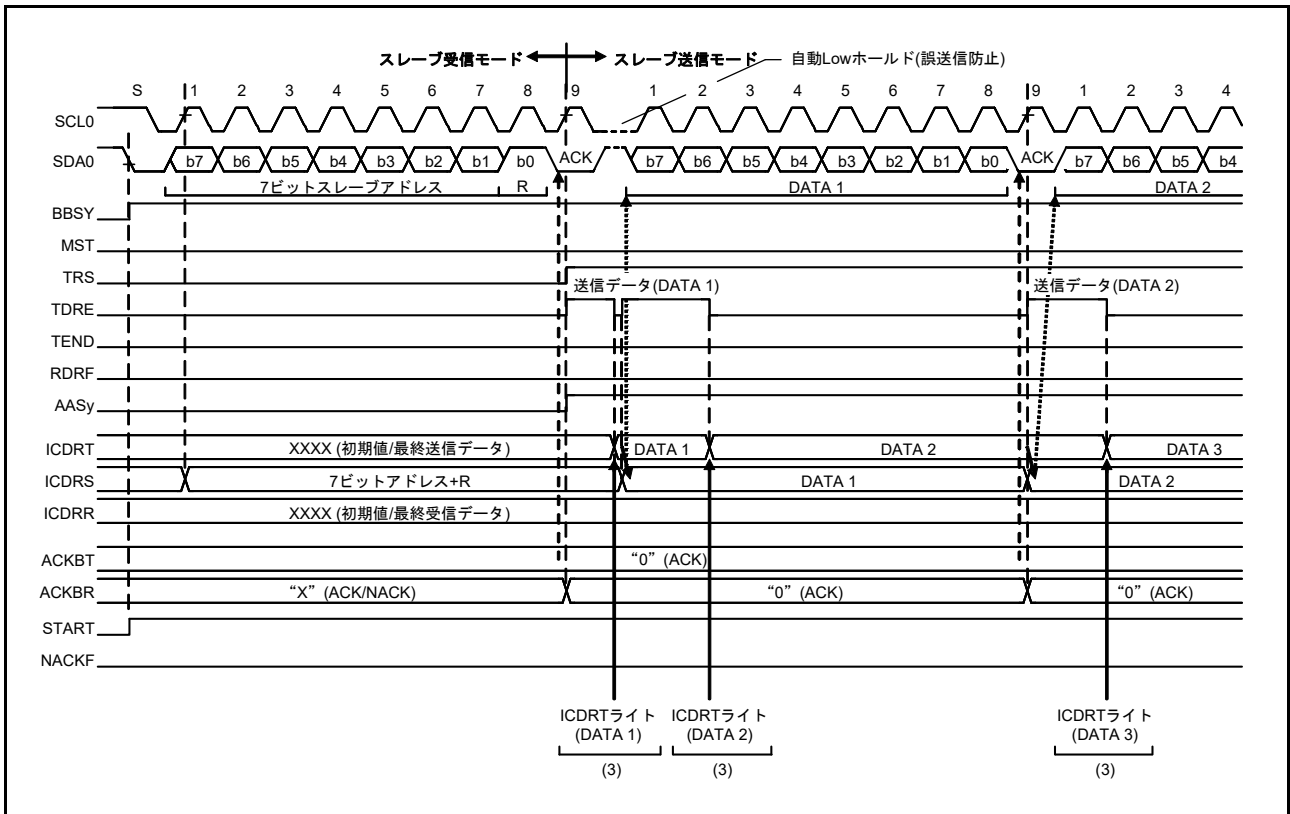 スレーブ受信モード スレーブ送信モード 自動Lowホールド(誤送信防止)
S 1 2 3 4 5 6 7 8 9 1 2 3 4 5 6 7 8 9 1 2 3 4
SCL0
SDA0 b7 b6 b5 b4 b3 b2 b1 b0 ACK b7 b6 b5 b4 b3 b2 b1 b0 ACK b7 b6 b5 b4
7ビットスレーブアドレス R DATA 1 DATA 2
BBSY
MST
TRS
送信データ(DATA 1) 送信データ(DATA 2)
TDRE
TEND
RDRF
AASy
ICDRT XXXX (初期値/最終送信データ) DATA 1 DATA 2 DATA 3
ICDRS 7ビットアドレス+R DATA 1 DATA 2
ICDRR XXXX (初期値/最終受信データ)
ACKBT “0” (ACK)
ACKBR “X” (ACK/NACK) “0” (ACK) “0” (ACK)
START
NACKF
ICDRTライト ICDRTライト ICDRTライト
(DATA 1) (DATA 2) (DATA 3)
(3) (3) (3)